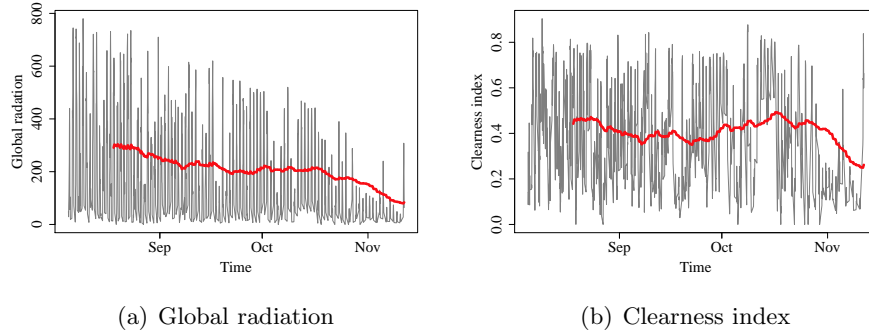 Global radation
800
600
400
200
0
Sep Oct Nov
Time
(a) Global radiation
Clearness index
0.8
0.6
0.4
0.2
0.0
Sep Oct Nov
Time
(b) Clearness index